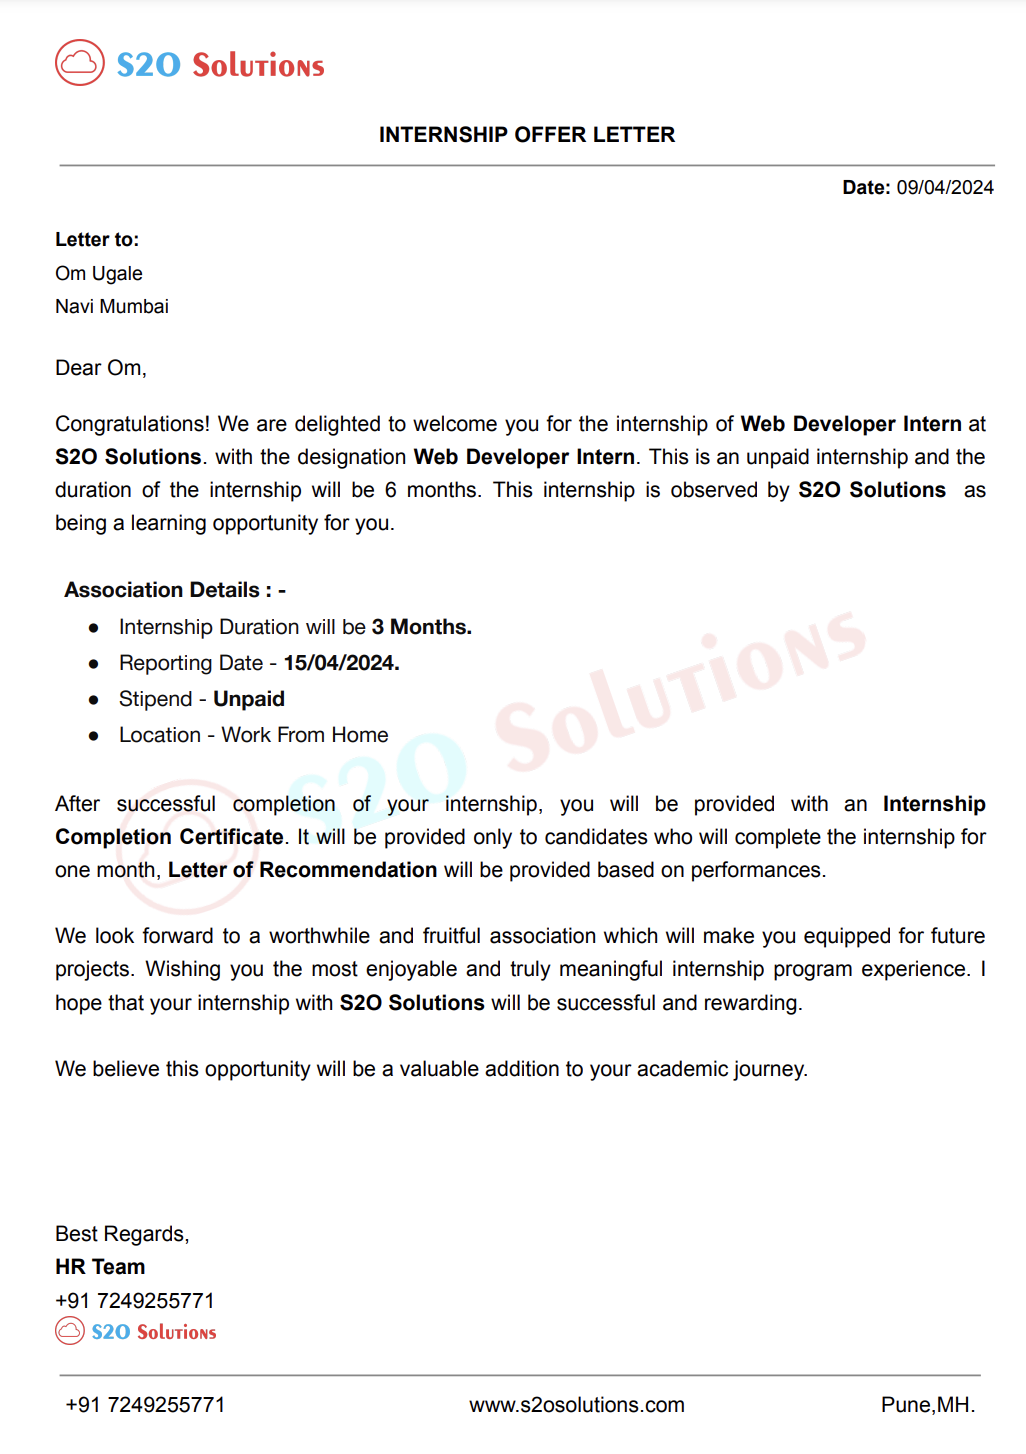 S2O Solutions
INTERNSHIP OFFER LETTER
Date: 09/04/2024
Letter to:
Om Ugale
Navi Mumbai
Dear Om,
Congratulations! We are delighted to welcome you for the internship of Web Developer Intern at
S2O Solutions. with the designation Web Developer Intern. This is an unpaid internship and the
duration of the internship will be 6 months. This internship is observed by S2O Solutions as
being a learning opportunity for you.
Association Details : -
● Internship Duration will be 3 Months.
● Reporting Date - 15/04/2024.
● Stipend - Unpaid
● Location - Work From Home
S2O Solutions
After successful completion of your internship, you will be provided with an Internship
Completion Certificate. It will be provided only to candidates who will complete the internship for
one month, Letter of Recommendation will be provided based on performances.
We look forward to a worthwhile and fruitful association which will make you equipped for future
projects. Wishing you the most enjoyable and truly meaningful internship program experience. I
hope that your internship with S2O Solutions will be successful and rewarding.
We believe this opportunity will be a valuable addition to your academic journey.
Best Regards,
HR Team
+91 7249255771
S2O Solutions
+91 7249255771 www.s2osolutions.com Pune,MH.